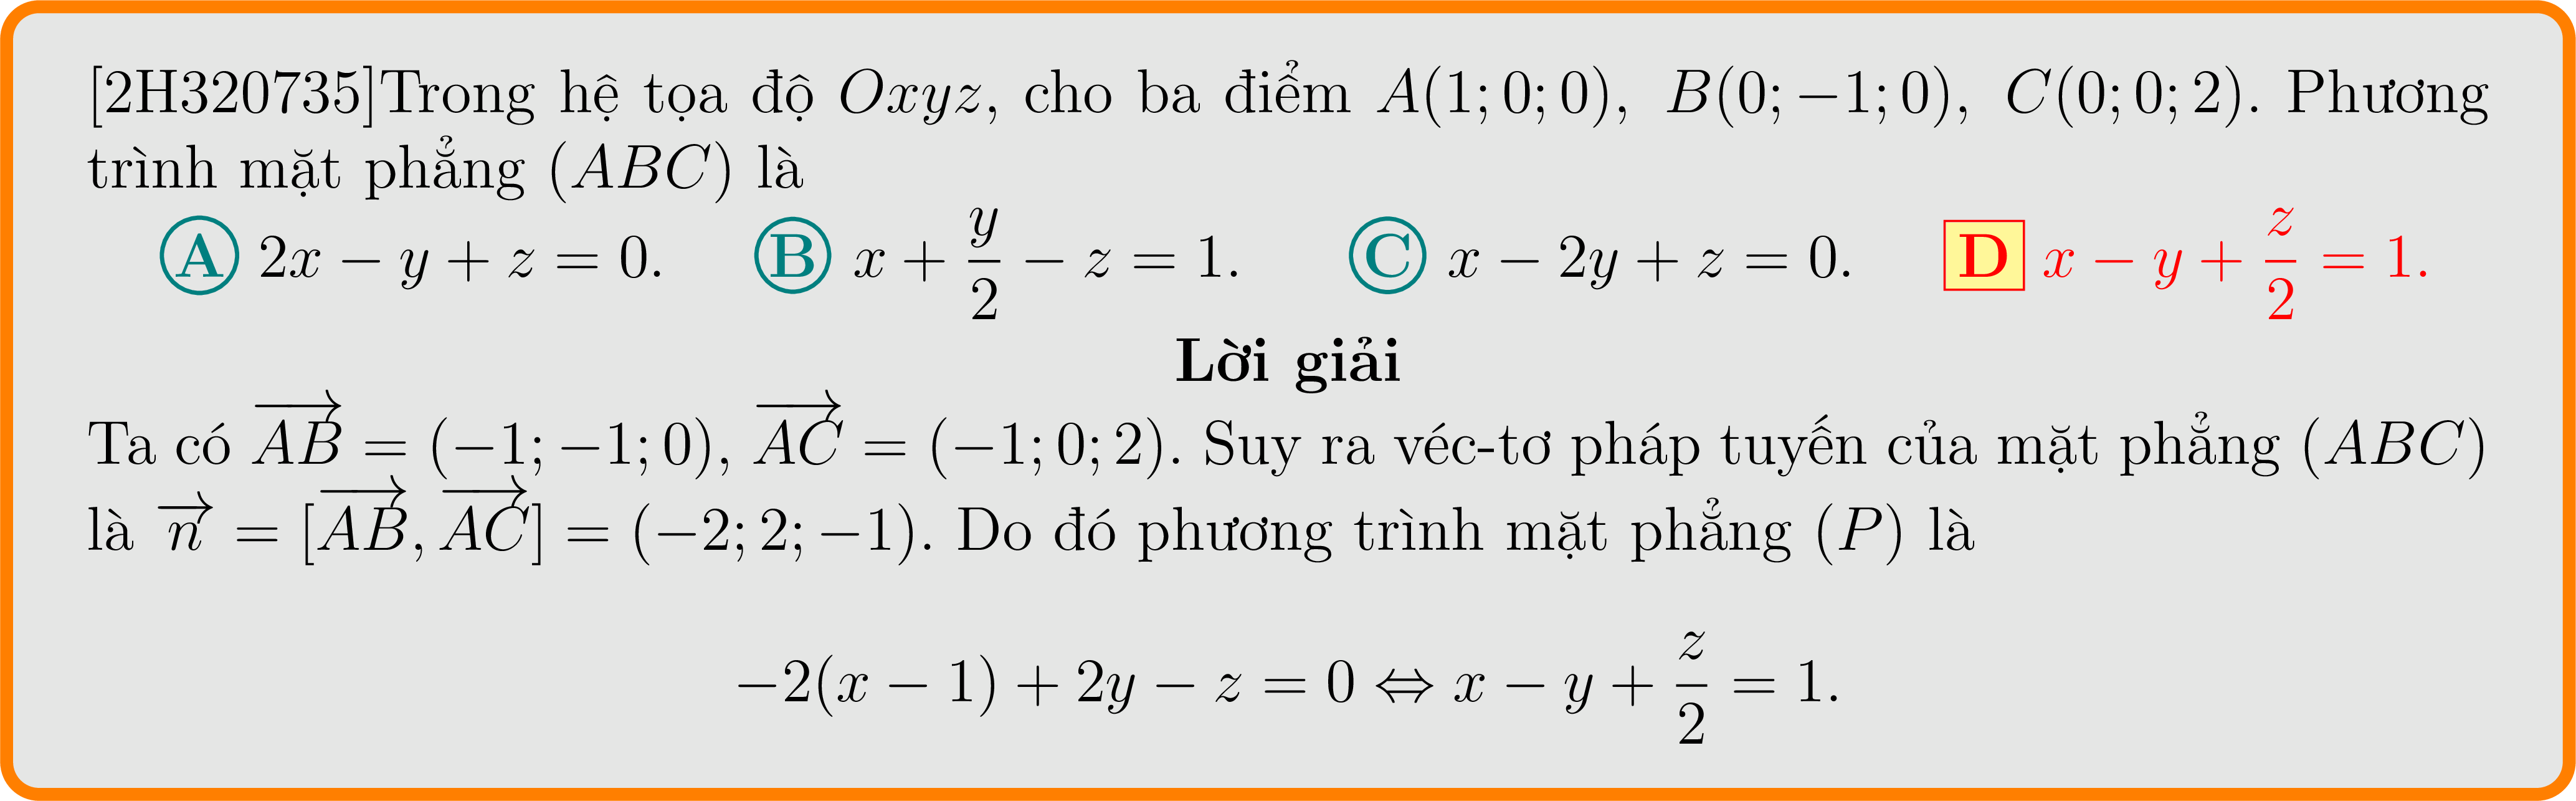 [2H320735]Trong hệ tọa độ Oxyz, cho ba điểm A(1; 0; 0), B(0; −1; 0), C(0; 0; 2). Phương
trình mặt phẳng (ABC) là
A 2x − y + z = 0. B x + \frac{y}{2} − z = 1. C x − 2y + z = 0. D x − y + \frac{z}{2} = 1.
Lời giải
Ta có \overrightarrow{AB} = (−1; −1; 0), \overrightarrow{AC} = (−1; 0; 2). Suy ra véc-tơ pháp tuyến của mặt phẳng (ABC)
là \overrightarrow{n} = [\overrightarrow{AB}, \overrightarrow{AC}] = (−2; 2; −1). Do đó phương trình mặt phẳng (P) là
−2(x − 1) + 2y − z = 0 ⇔ x − y + \frac{z}{2} = 1.